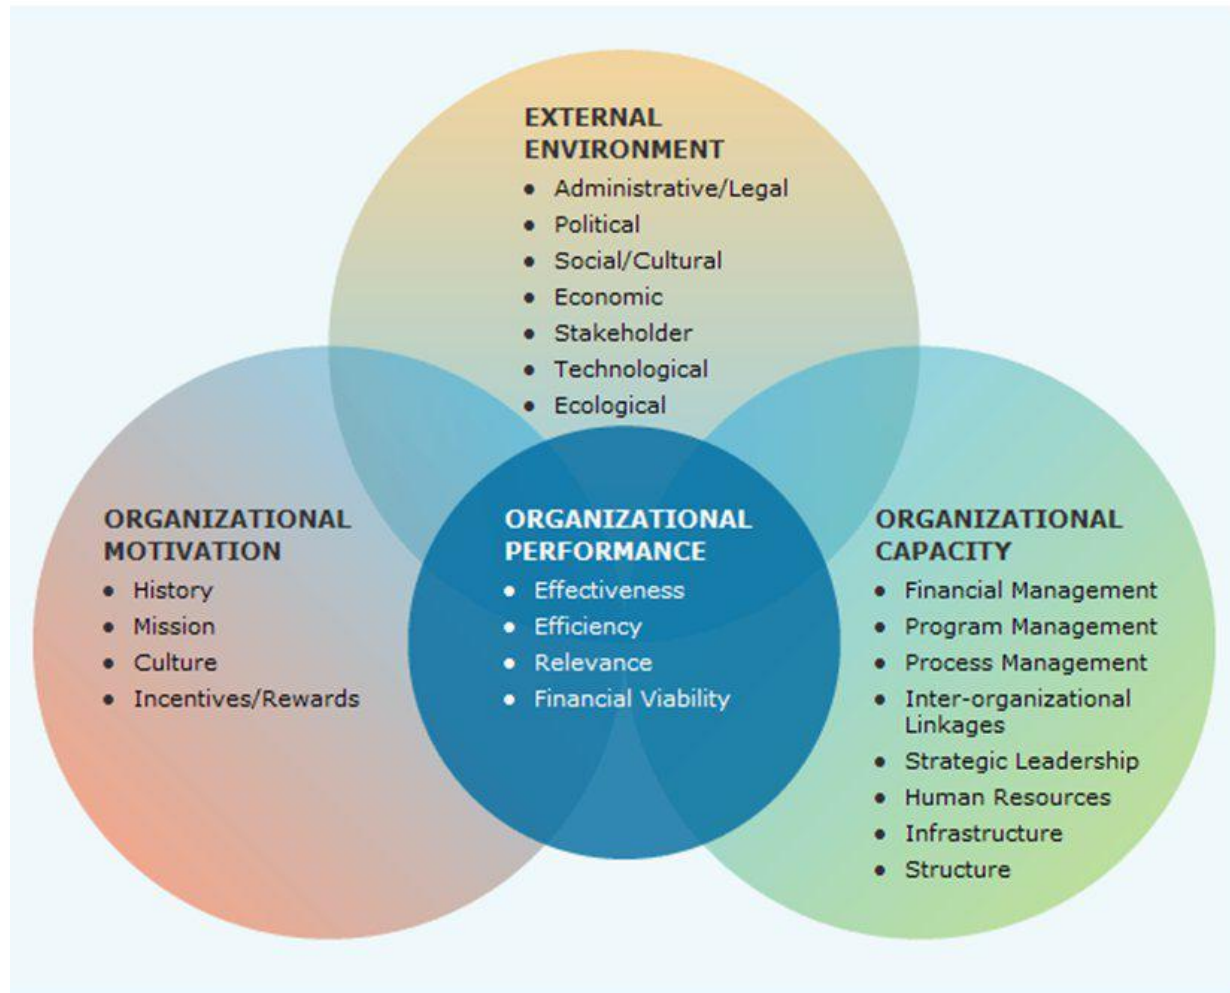 EXTERNAL
ENVIRONMENT
● Administrative/Legal
● Political
● Social/Cultural
● Economic
● Stakeholder
● Technological
● Ecological
ORGANIZATIONAL
MOTIVATION
● History
● Mission
● Culture
● Incentives/Rewards
ORGANIZATIONAL
PERFORMANCE
● Effectiveness
● Efficiency
● Relevance
● Financial Viability
ORGANIZATIONAL
CAPACITY
● Financial Management
● Program Management
● Process Management
● Inter-organizational
Linkages
● Strategic Leadership
● Human Resources
● Infrastructure
● Structure